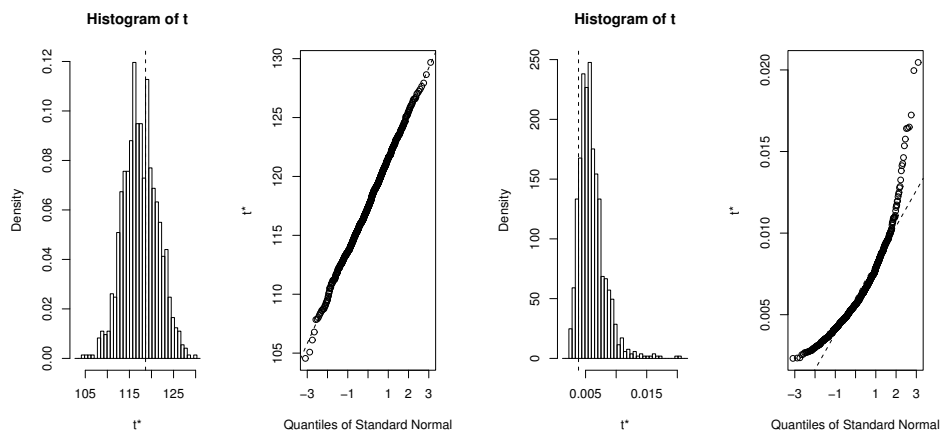 Histogram of t
Density
0.00 0.02 0.04 0.06 0.08 0.10 0.12
105 115 125
t*
t*
105 110 115 120 125 130
−3 −1 1 2 3
Quantiles of Standard Normal
Histogram of t
Density
0 50 100 150 200 250
0.005 0.015
t*
t*
0.005 0.010 0.015 0.020
−3 −1 1 2 3
Quantiles of Standard Normal